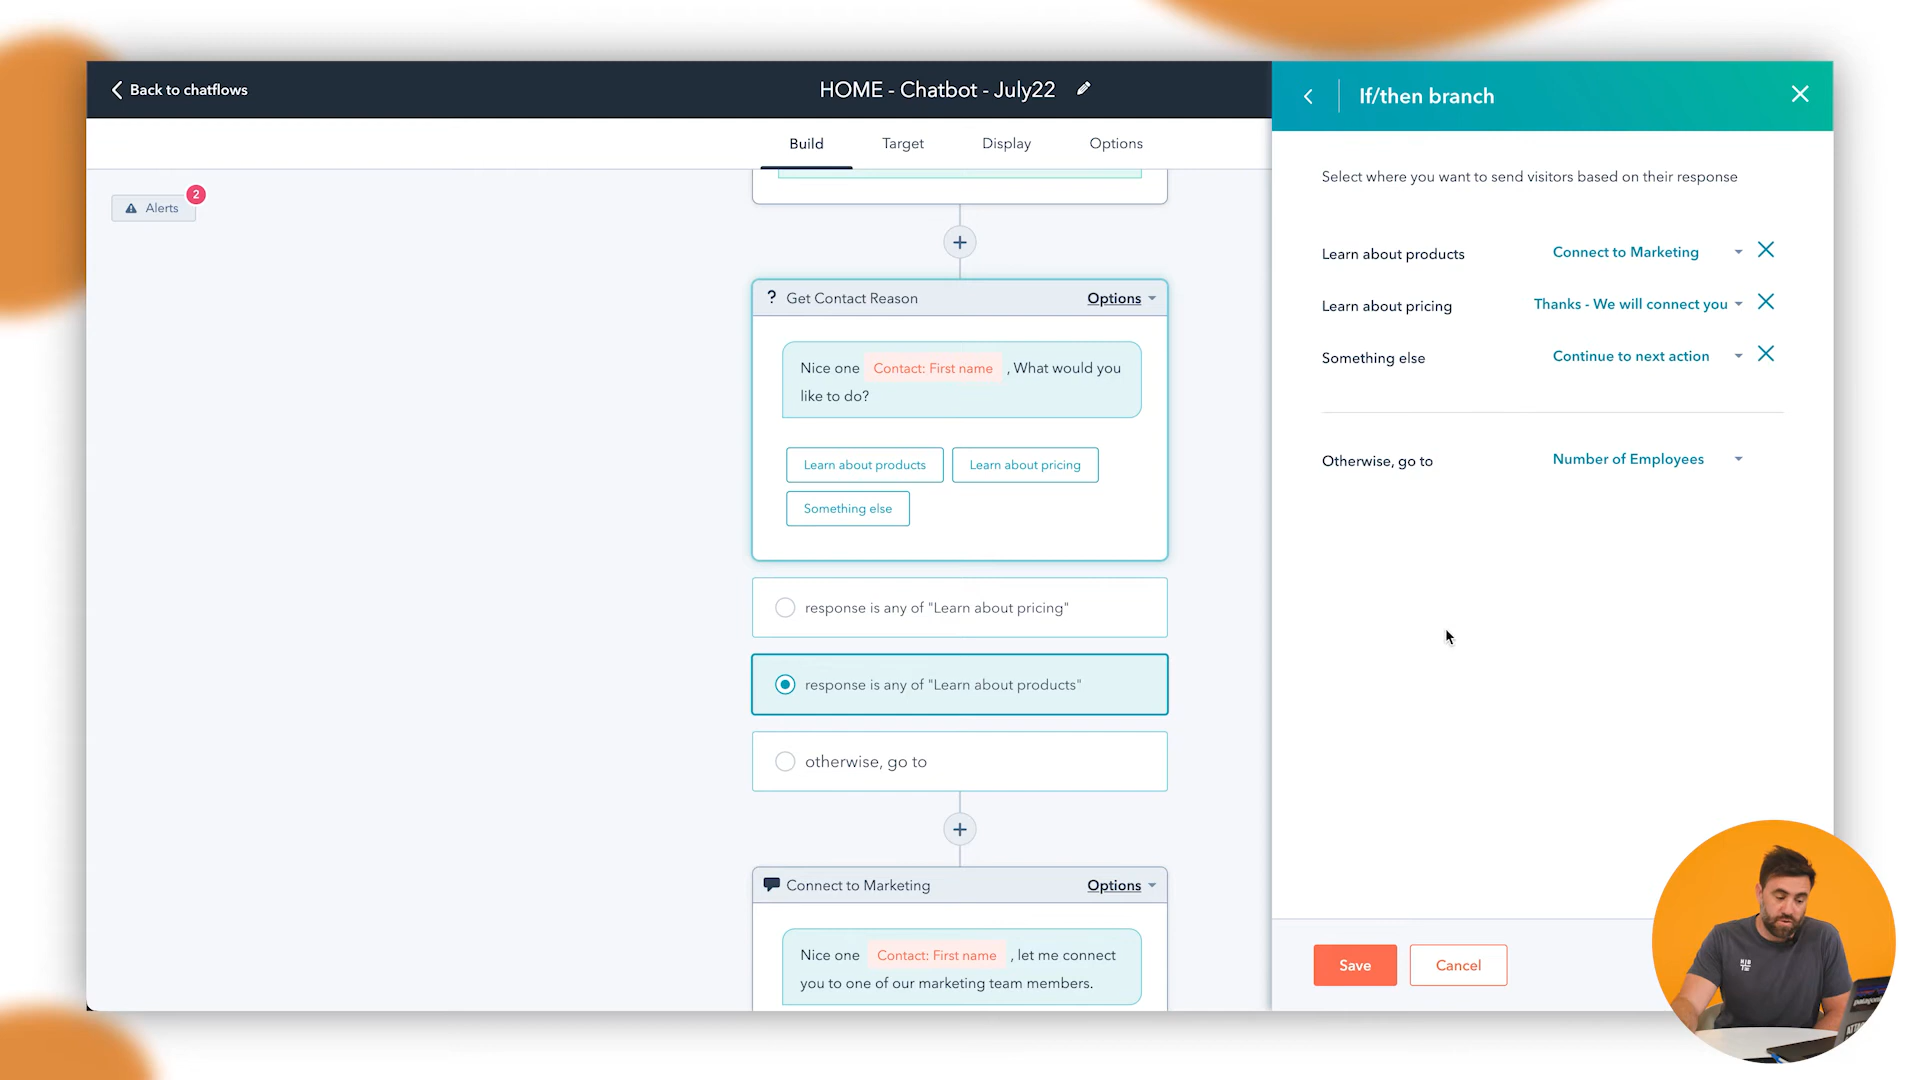 Back to chatflows
HOME - Chatbot - July22
If/then branch
Build
Target
Display
Options
Alerts
2
Select where you want to send visitors based on their response
Learn about products
Connect to Marketing
Learn about pricing
Thanks - We will connect you
Something else
Continue to next action
Otherwise, go to
Number of Employees
? Get Contact Reason
Options
Nice one Contact: First name , What would you
like to do?
Learn about products
Learn about pricing
Something else
response is any of "Learn about pricing"
response is any of "Learn about products"
otherwise, go to
Connect to Marketing
Options
Nice one Contact: First name , let me connect
you to one of our marketing team members.
Save
Cancel